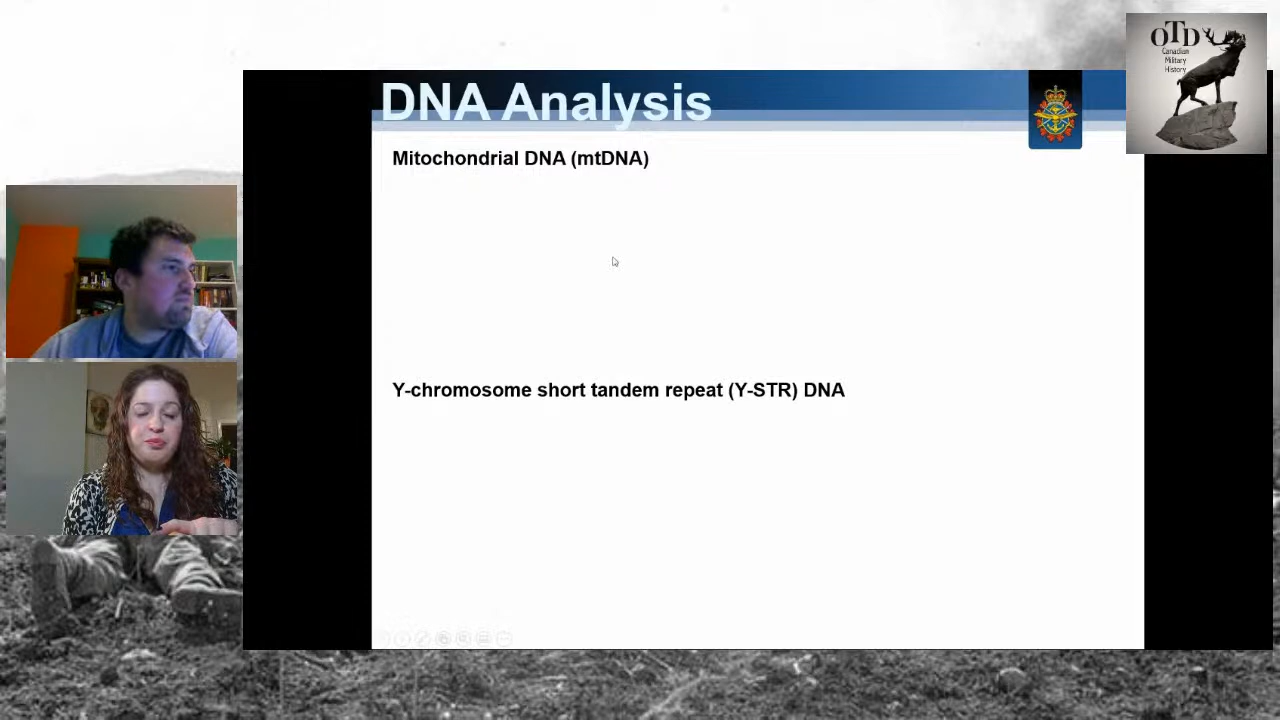 DNA Analysis
OTD
Canadian
Military
History
Mitochondrial DNA (mtDNA)
Y-chromosome short tandem repeat (Y-STR) DNA